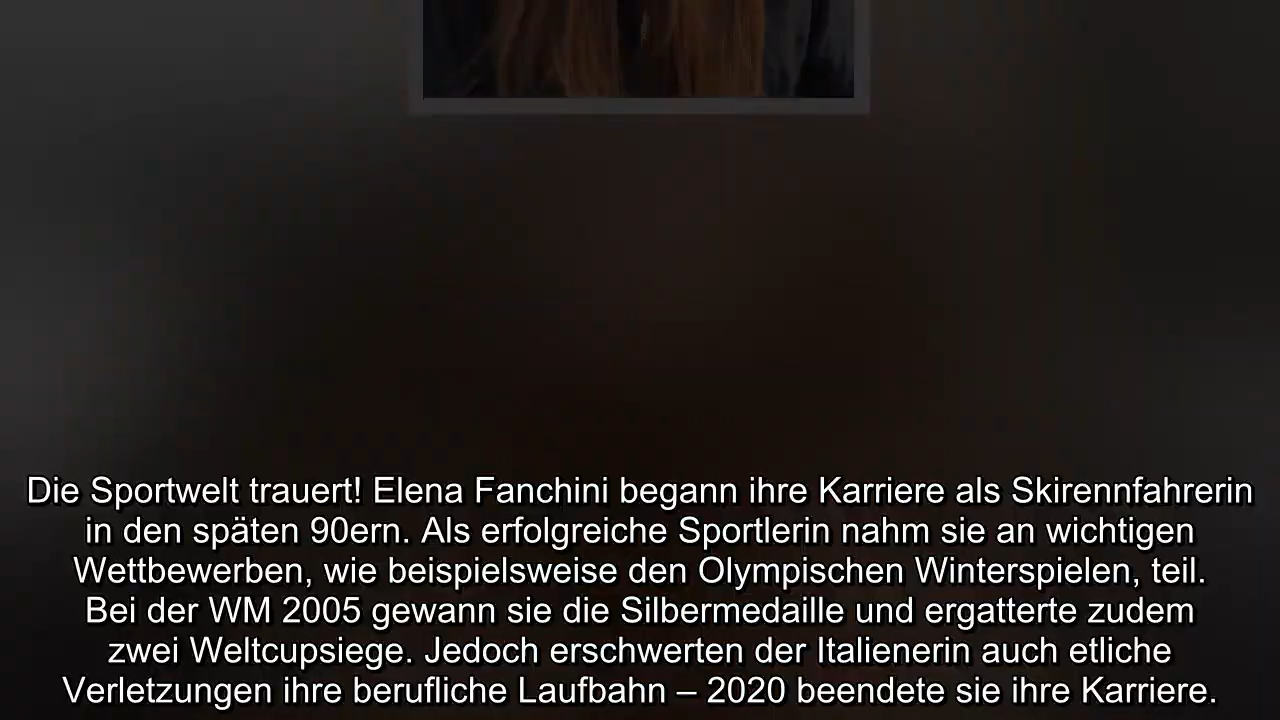 Die Sportwelt trauert! Elena Fanchini begann ihre Karriere als Skirennfahrerin
in den späten 90ern. Als erfolgreiche Sportlerin nahm sie an wichtigen
Wettbewerben, wie beispielsweise den Olympischen Winterspielen, teil.
Bei der WM 2005 gewann sie die Silbermedaille und ergatterte zudem
zwei Weltcupsiege. Jedoch erschwerten der Italienerin auch etliche
Verletzungen ihre berufliche Laufbahn – 2020 beendete sie ihre Karriere.